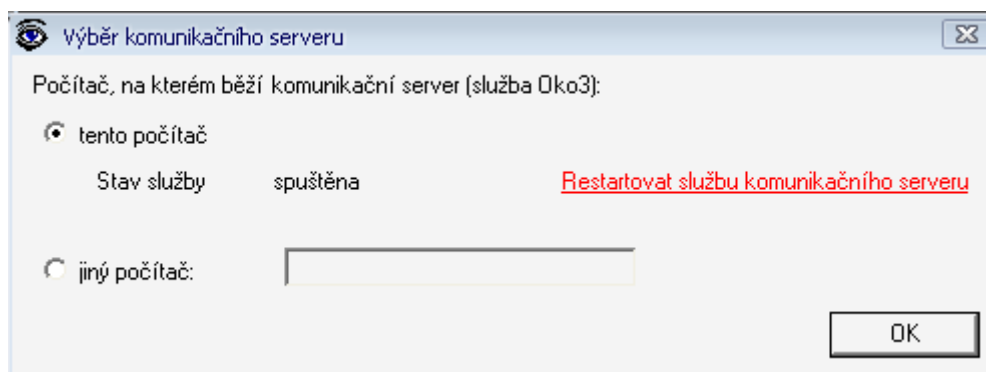 Výběr komunikačního serveru
Počítač, na kterém běží komunikační server (služba Oko3):
tento počítač
Stav služby spuštěna Restartovat službu komunikačního serveru
jiný počítač:
OK